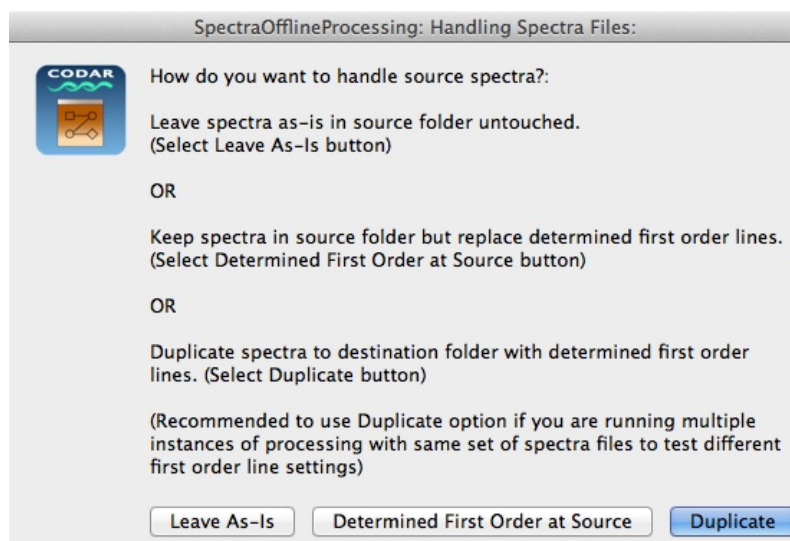 SpectraOfflineProcessing: Handling Spectra Files:
CODAR
How do you want to handle source spectra?:
Leave spectra as-is in source folder untouched.
(Select Leave As-Is button)
OR
Keep spectra in source folder but replace determined first order lines.
(Select Determined First Order at Source button)
OR
Duplicate spectra to destination folder with determined first order
lines. (Select Duplicate button)
(Recommended to use Duplicate option if you are running multiple
instances of processing with same set of spectra files to test different
first order line settings)
Leave As-Is
Determined First Order at Source
Duplicate